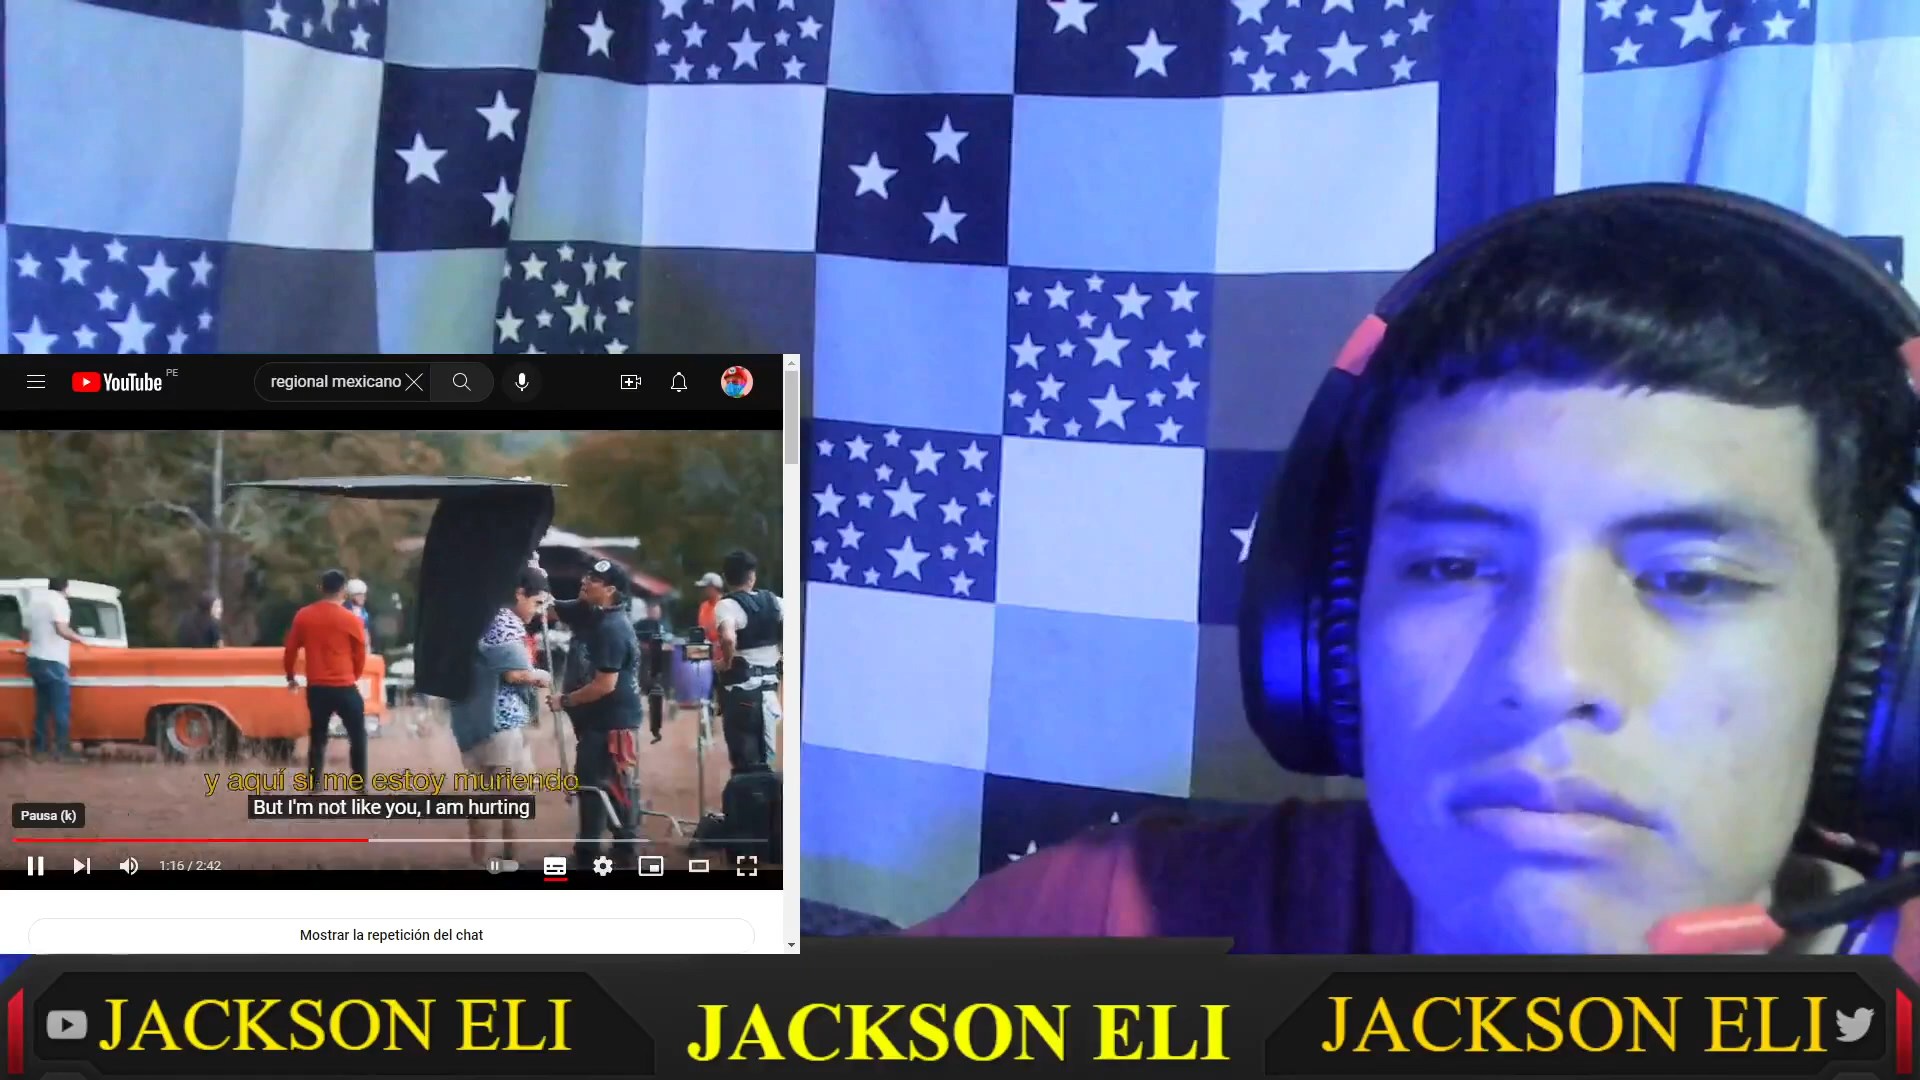 YouTube PE
regional mexicano
y aquí sí me estoy muriendo
But I'm not like you, I am hurting
Pausa (k)
1:16 / 2:42
Mostrar la repetición del chat
JACKSON ELI
JACKSON ELI
JACKSON ELI